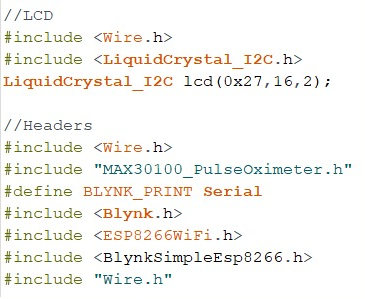 //LCD
#include <Wire.h>
#include <LiquidCrystal_I2C.h>
LiquidCrystal_I2C lcd(0x27,16,2);
//Headers
#include <Wire.h>
#include "MAX30100_PulseOximeter.h"
#define BLYNK_PRINT Serial
#include <Blynk.h>
#include <ESP8266WiFi.h>
#include <BlynkSimpleEsp8266.h>
#include "Wire.h"